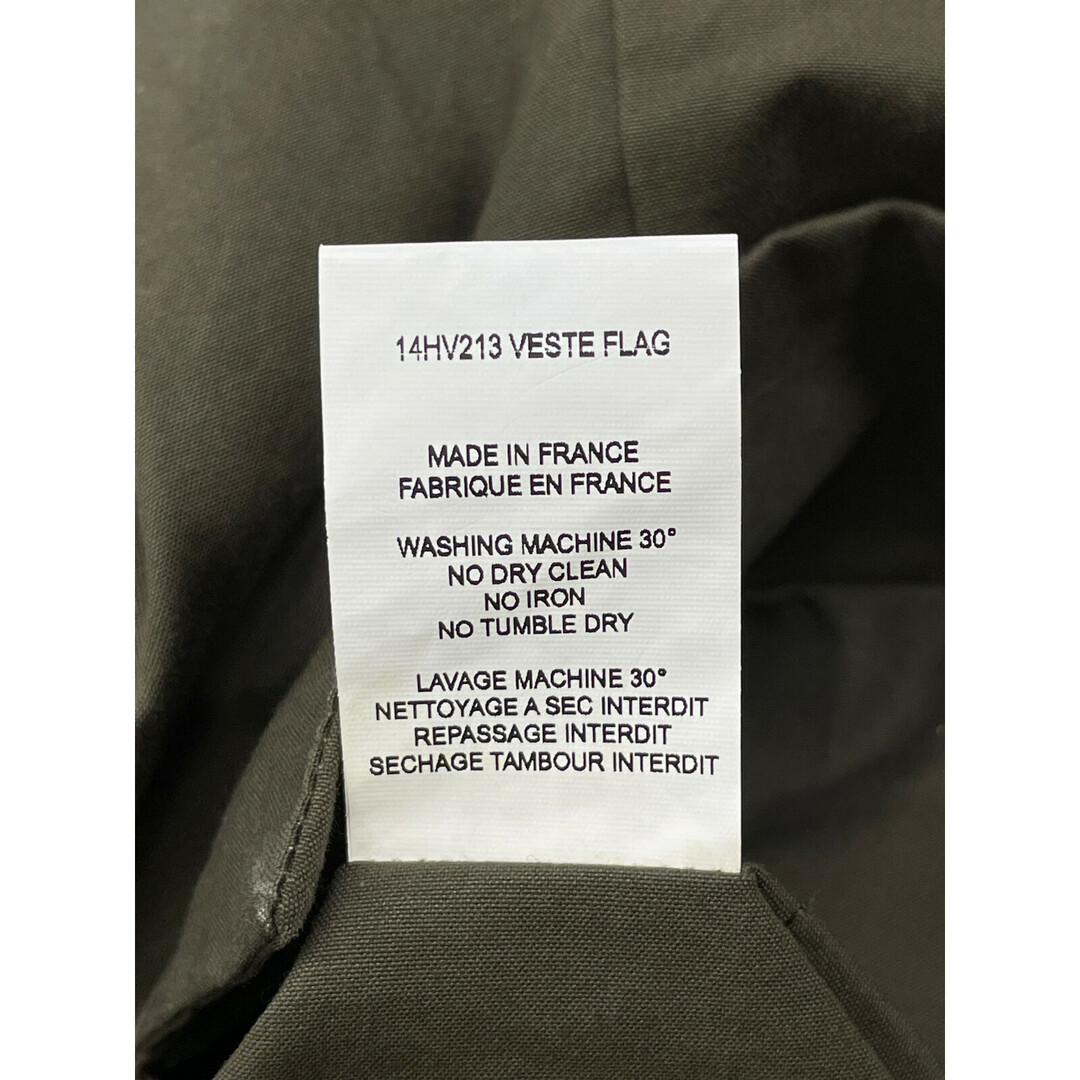 14HV213 VESTE FLAG
MADE IN FRANCE
FABRIQUE EN FRANCE
WASHING MACHINE 30°
NO DRY CLEAN
NO IRON
NO TUMBLE DRY
LAVAGE MACHINE 30°
NETTOYAGE A SEC INTERDIT
REPASSAGE INTERDIT
SECHAGE TAMBOUR INTERDIT